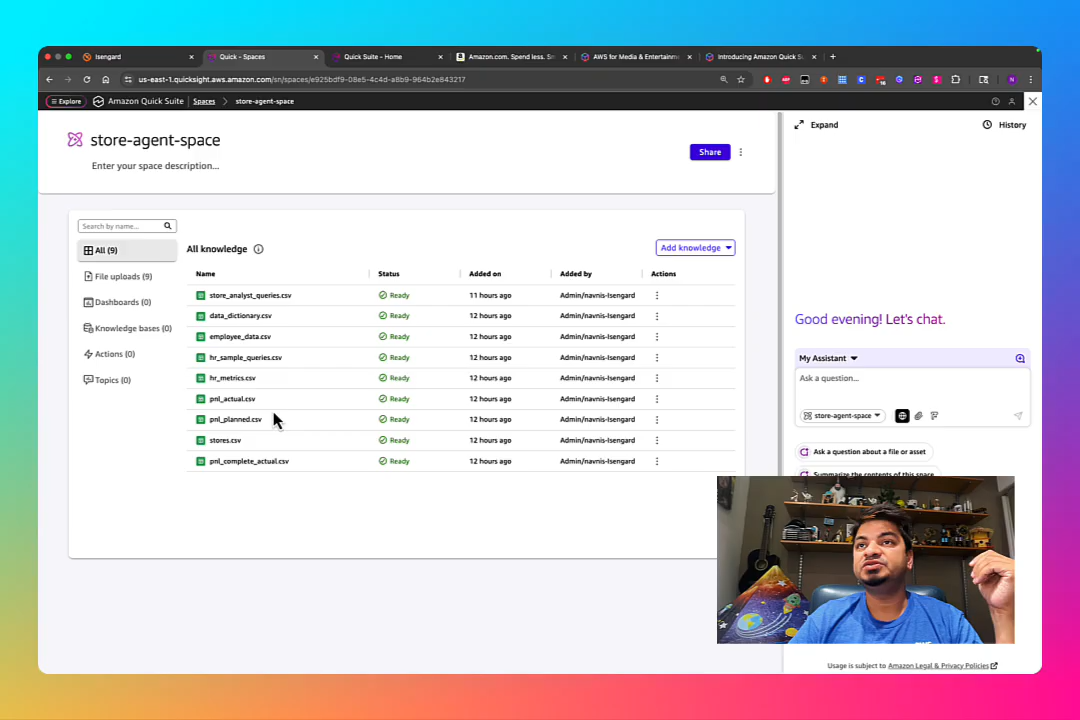 Isengard
Quick - Spaces
Quick Suite - Home
Amazon.com. Spend less. Sm
AWS for Media & Entertainme
Introducing Amazon Quick Su
us-east-1.quicksight.aws.amazon.com/sn/spaces/e925bdf9-08e5-4c4d-a8b9-964b2e843217
Explore
Amazon Quick Suite
Spaces
store-agent-space
store-agent-space
Enter your space description...
Share
Expand
History
Search by name...
All (9)
File uploads (9)
Dashboards (0)
Knowledge bases (0)
Actions (0)
Topics (0)
All knowledge
Add knowledge
Name Status Added on Added by Actions
store_analyst_queries.csv Ready 11 hours ago Admin/navnis-Isengard
data_dictionary.csv Ready 12 hours ago Admin/navnis-Isengard
employee_data.csv Ready 12 hours ago Admin/navnis-Isengard
hr_sample_queries.csv Ready 12 hours ago Admin/navnis-Isengard
hr_metrics.csv Ready 12 hours ago Admin/navnis-Isengard
pnl_actual.csv Ready 12 hours ago Admin/navnis-Isengard
pnl_planned.csv Ready 12 hours ago Admin/navnis-Isengard
stores.csv Ready 12 hours ago Admin/navnis-Isengard
pnl_complete_actual.csv Ready 12 hours ago Admin/navnis-Isengard
Good evening! Let's chat.
My Assistant
Ask a question...
store-agent-space
Ask a question about a file or asset
Summarize the contents of this space
Usage is subject to Amazon Legal & Privacy Policies